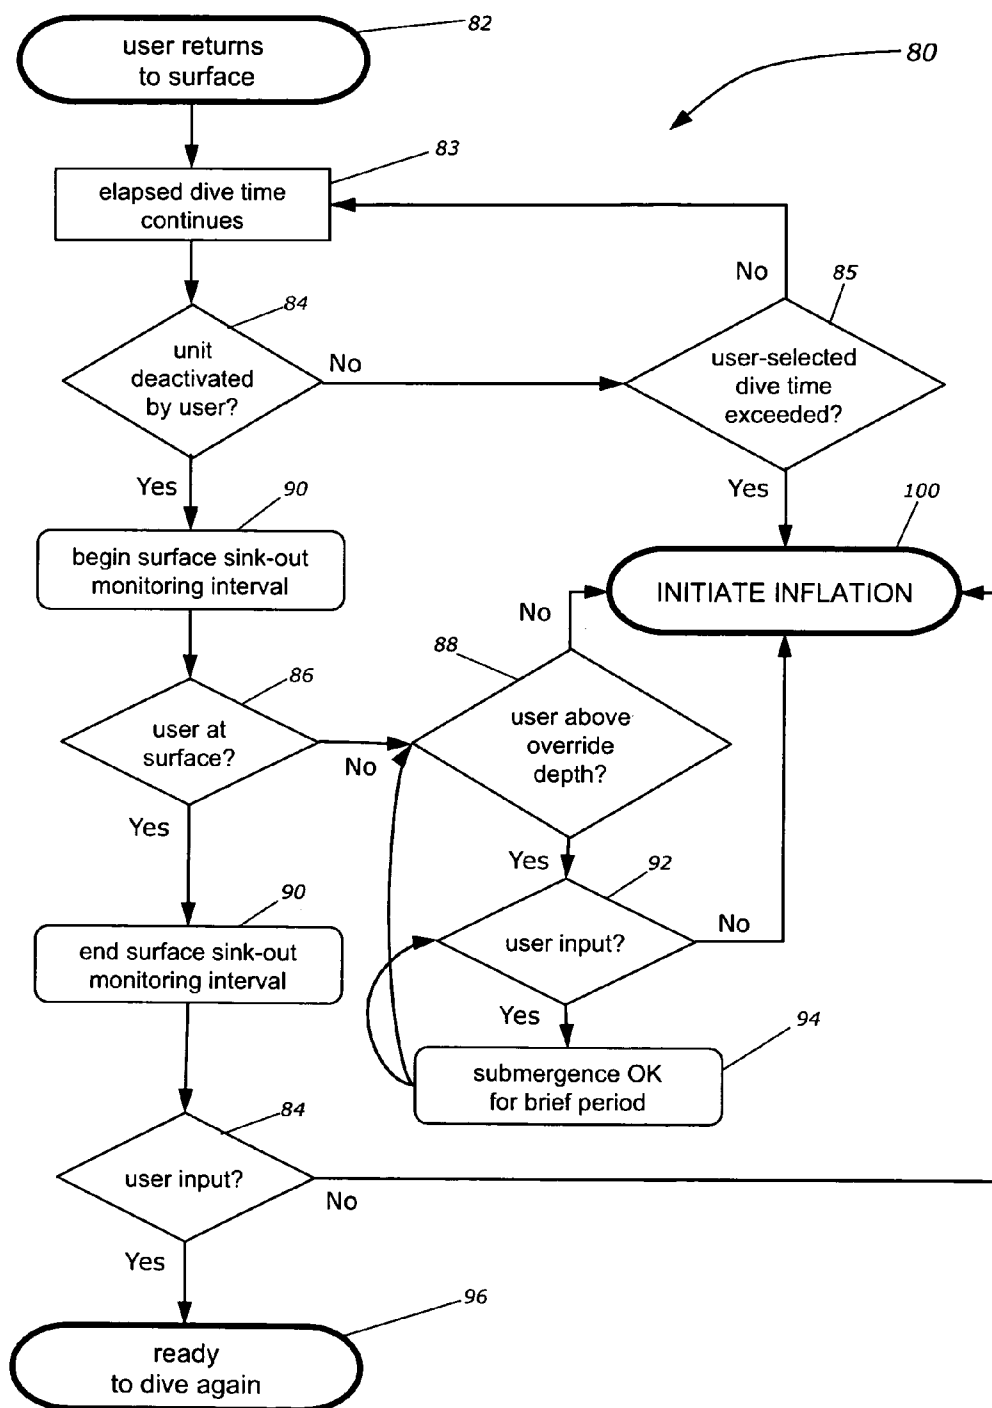 82
user returns
to surface
80
83
elapsed dive time
continues
No
85
84
unit
deactivated
by user?
No
user-selected
dive time
exceeded?
Yes
90
Yes
100
begin surface sink-out
monitoring interval
INITIATE INFLATION
No
88
86
user at
surface?
No
user above
override
depth?
Yes
Yes
92
90
end surface sink-out
monitoring interval
user input?
No
Yes
94
submergence OK
for brief period
84
user input?
No
Yes
96
ready
to dive again